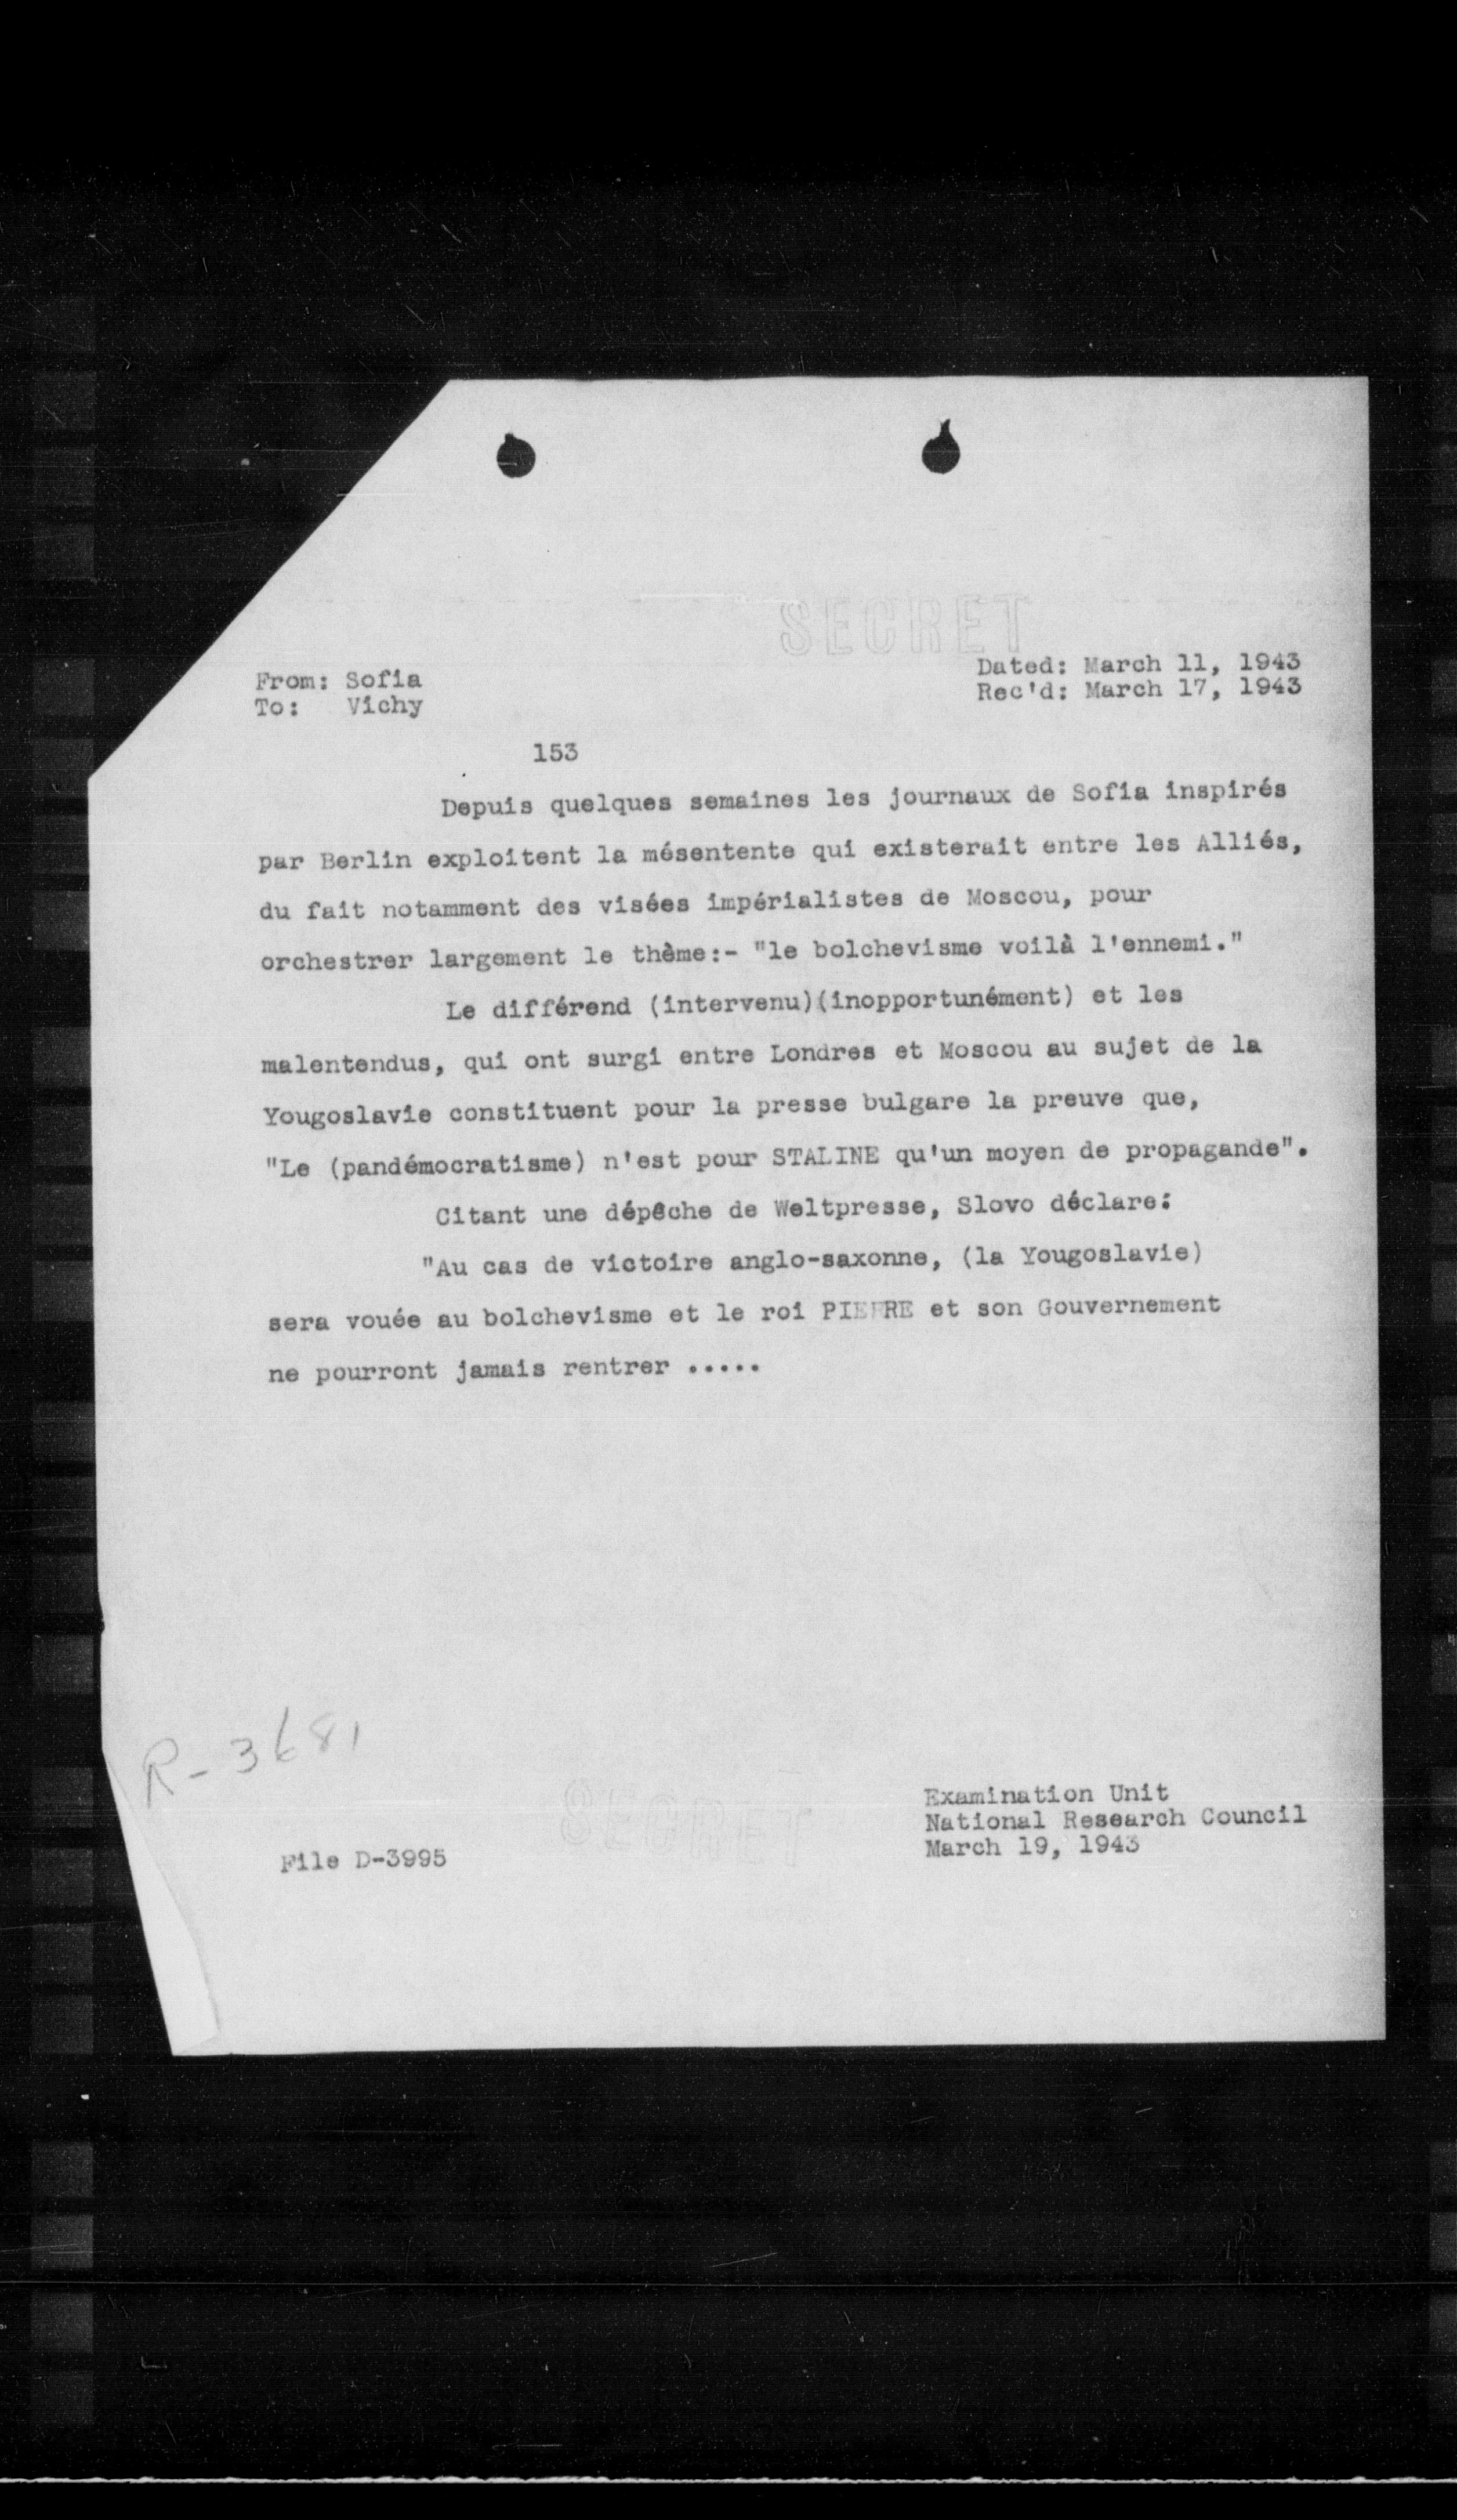 SECRET
From: Sofia
To: Vichy
Dated: March 11, 1943
Rec'd: March 17, 1943
153
Depuis quelques semaines les journaux de Sofia inspirés
par Berlin exploitent la mésentente qui existerait entre les Alliés,
du fait notamment des visées impérialistes de Moscou, pour
orchestrer largement le thème:- "le bolchevisme voilà l'ennemi."
Le différend (intervenu)(inopportunément) et les
malentendus, qui ont surgi entre Londres et Moscou au sujet de la
Yougoslavie constituent pour la presse bulgare la preuve que,
"Le (pandémocratisme) n'est pour STALINE qu'un moyen de propagande".
Citant une dépêche de Weltpresse, Slovo déclare:
"Au cas de victoire anglo-saxonne, (la Yougoslavie)
sera vouée au bolchevisme et le roi PIERRE et son Gouvernement
ne pourront jamais rentrer .....
R-3681
SECRET
Examination Unit
National Research Council
March 19, 1943
File D-3995